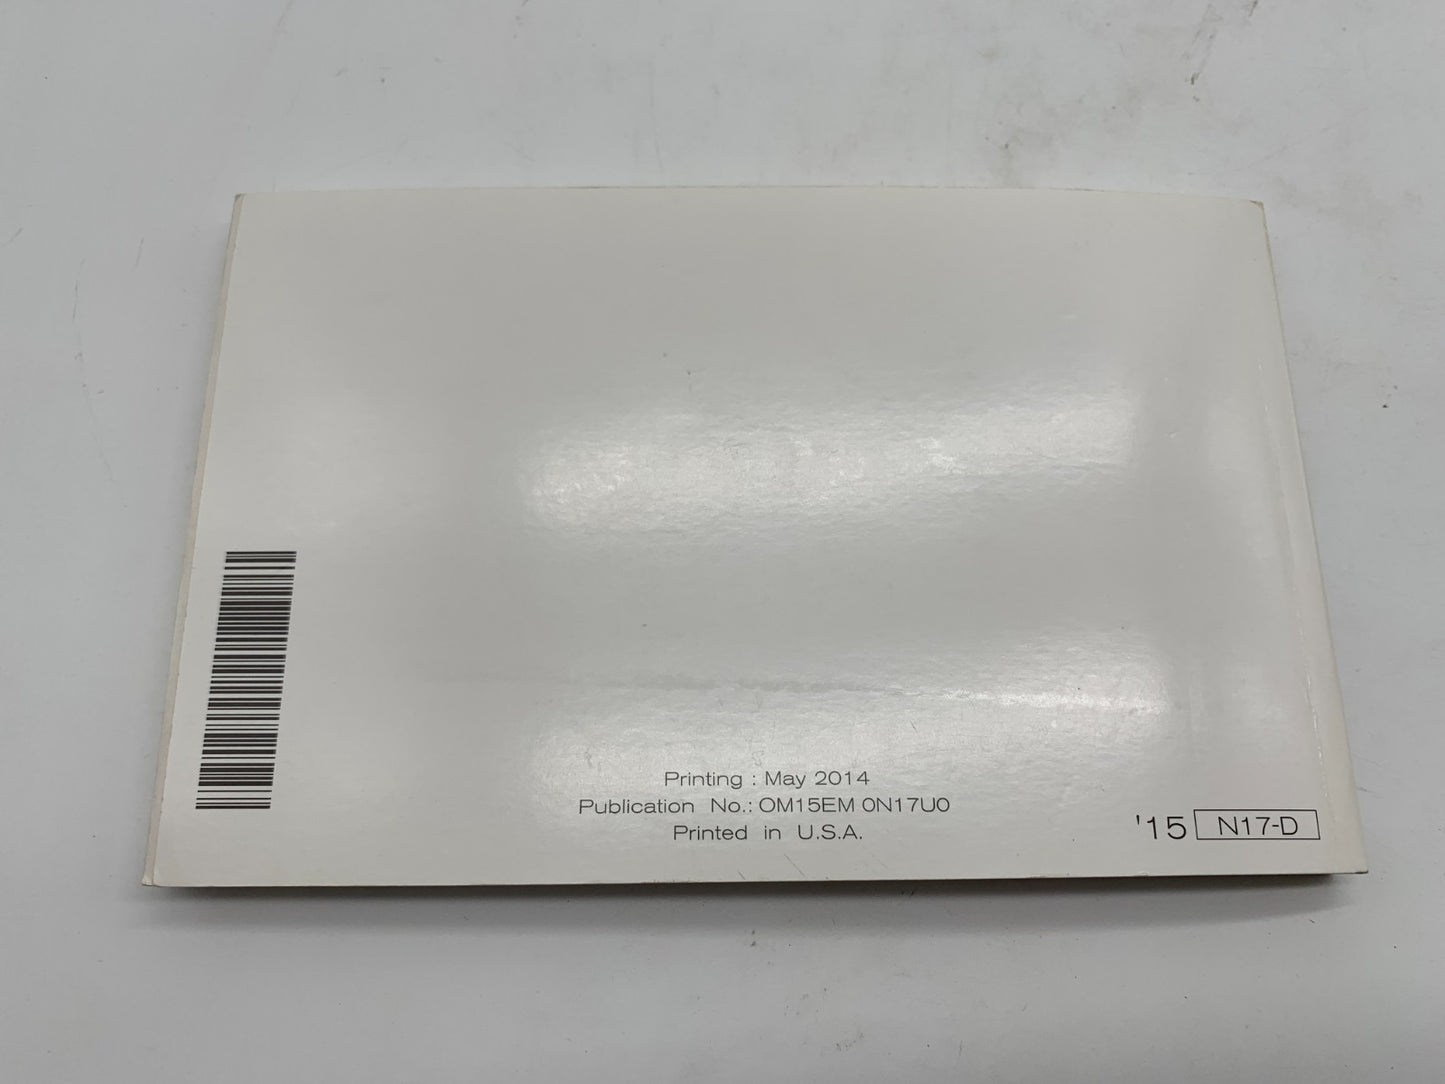 Printing : May 2014
Publication No.: OM15EM 0N17U0
Printed in U.S.A.
'15 N17-D